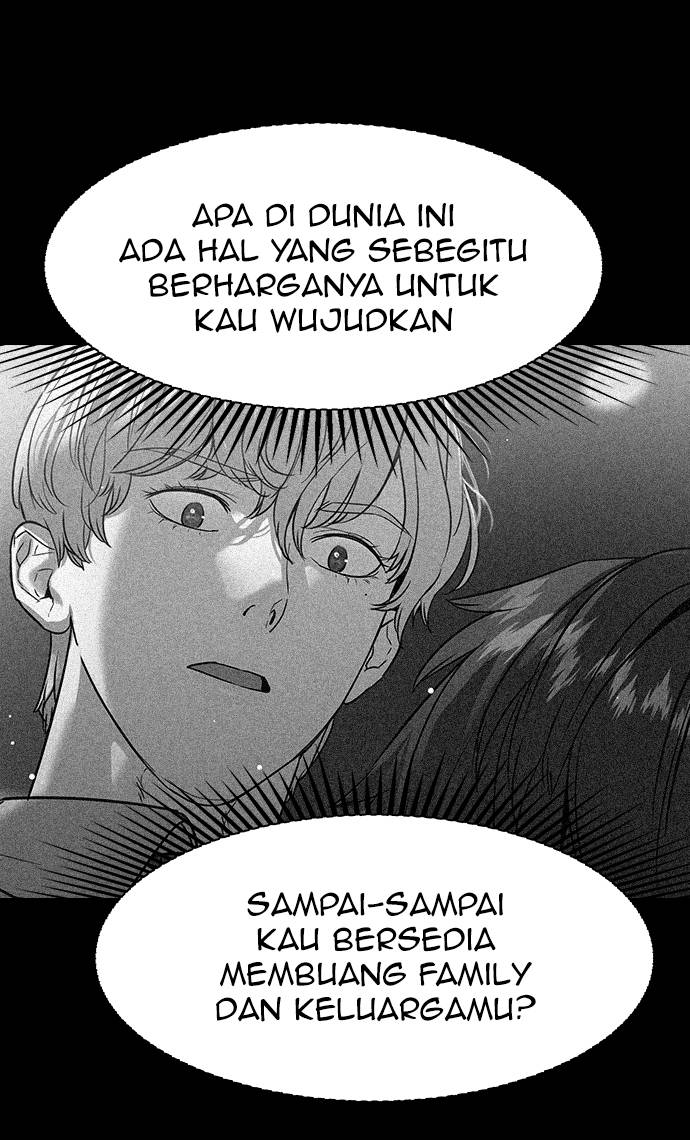 APA DI DUNIA INI
ADA HAL YANG SEBEGITU
BERHARGANYA UNTUK
KAU WUJUDKAN
SAMPAI-SAMPAI
KAU BERSEDIA
MEMBUANG FAMILY
DAN KELUARGAMU?